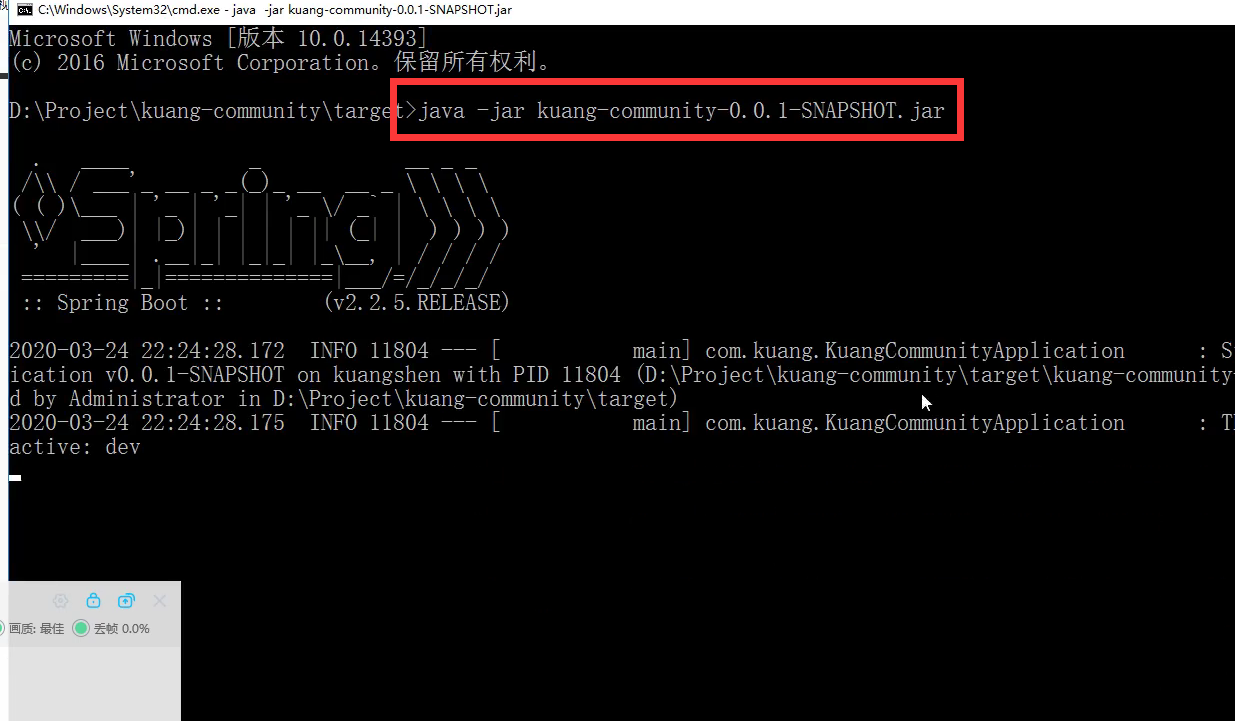 C:\Windows\System32\cmd.exe - java  -jar kuang-community-0.0.1-SNAPSHOT.jar
Microsoft Windows [版本 10.0.14393]
(c) 2016 Microsoft Corporation。保留所有权利。
D:\Project\kuang-community\target>java -jar kuang-community-0.0.1-SNAPSHOT.jar
:: Spring Boot ::        (v2.2.5.RELEASE)
2020-03-24 22:24:28.172  INFO 11804 --- [           main] com.kuang.KuangCommunityApplication      : S
ication v0.0.1-SNAPSHOT on kuangshen with PID 11804 (D:\Project\kuang-community\target\kuang-community-
d by Administrator in D:\Project\kuang-community\target)
2020-03-24 22:24:28.175  INFO 11804 --- [           main] com.kuang.KuangCommunityApplication      : T
active: dev
画质: 最佳 丢帧 0.0%